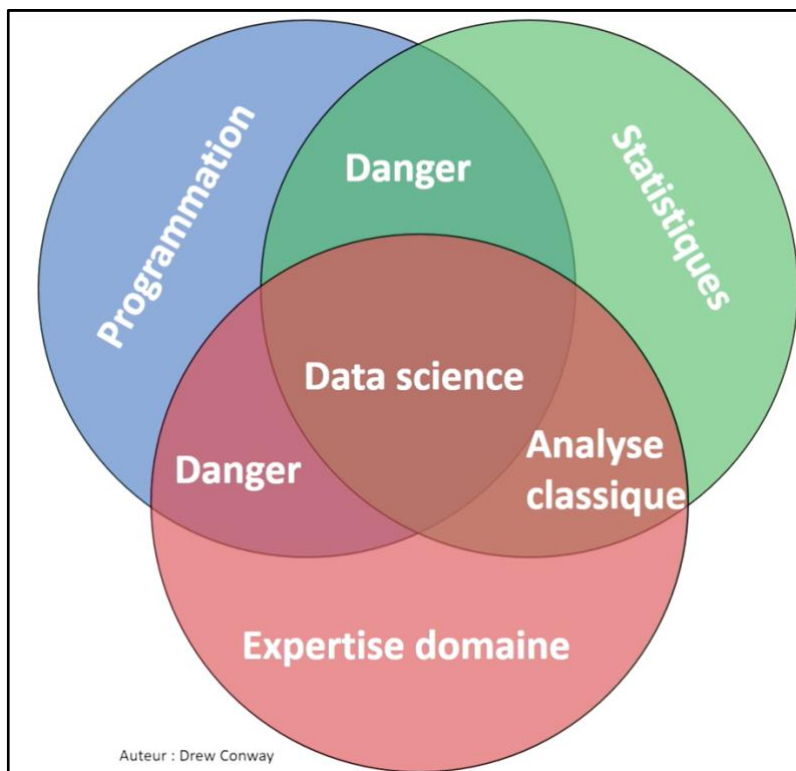 Programmation
Danger
Statistiques
Data science
Danger
Analyse
classique
Expertise domaine
Auteur : Drew Conway